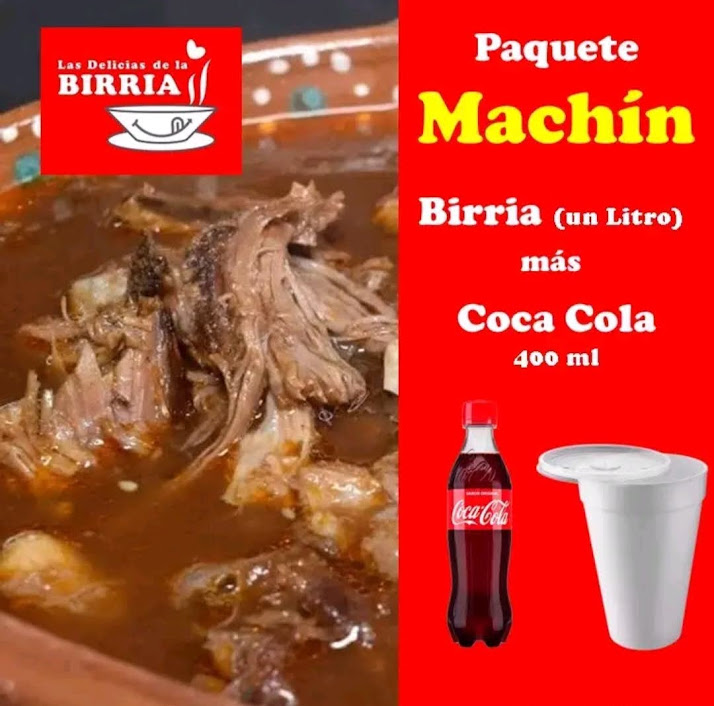 Las Delicias de la
BIRRIA
Paquete
Machín
Birria (un Litro)
más
Coca Cola
400 ml
Coca-Cola